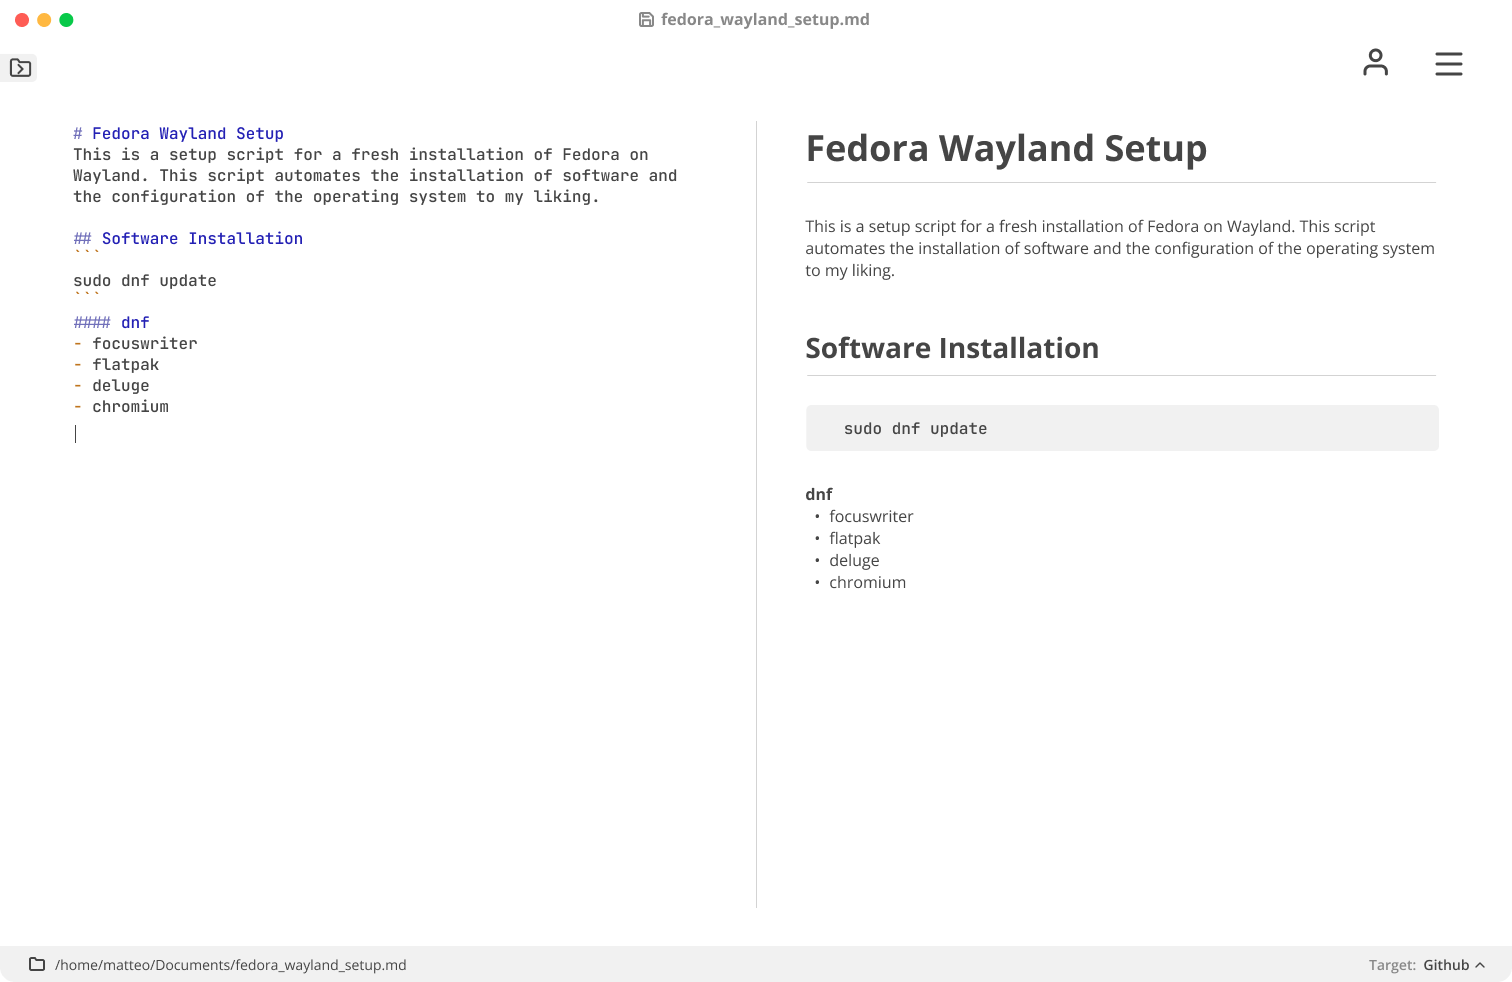 fedora_wayland_setup.md
# Fedora Wayland Setup
This is a setup script for a fresh installation of Fedora on
Wayland. This script automates the installation of software and
the configuration of the operating system to my liking.
## Software Installation
```
sudo dnf update
```
#### dnf
- focuswriter
- flatpak
- deluge
- chromium
Fedora Wayland Setup
This is a setup script for a fresh installation of Fedora on Wayland. This script
automates the installation of software and the configuration of the operating system
to my liking.
Software Installation
sudo dnf update
dnf
• focuswriter
• flatpak
• deluge
• chromium
/home/matteo/Documents/fedora_wayland_setup.md
Target: Github